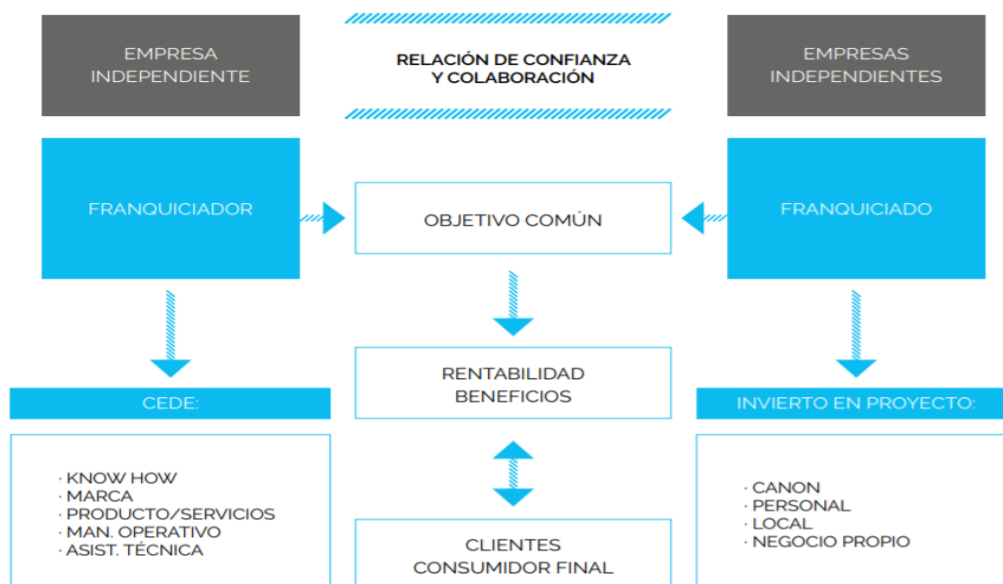 EMPRESA
INDEPENDIENTE
RELACIÓN DE CONFIANZA
Y COLABORACIÓN
EMPRESAS
INDEPENDIENTES
FRANQUICIADOR
OBJETIVO COMÚN
FRANQUICIADO
RENTABILIDAD
BENEFICIOS
CEDE:
INVIERTO EN PROYECTO:
· KNOW HOW
· MARCA
· PRODUCTO/SERVICIOS
· MAN. OPERATIVO
· ASIST. TÉCNICA
CLIENTES
CONSUMIDOR FINAL
· CANON
· PERSONAL
· LOCAL
· NEGOCIO PROPIO